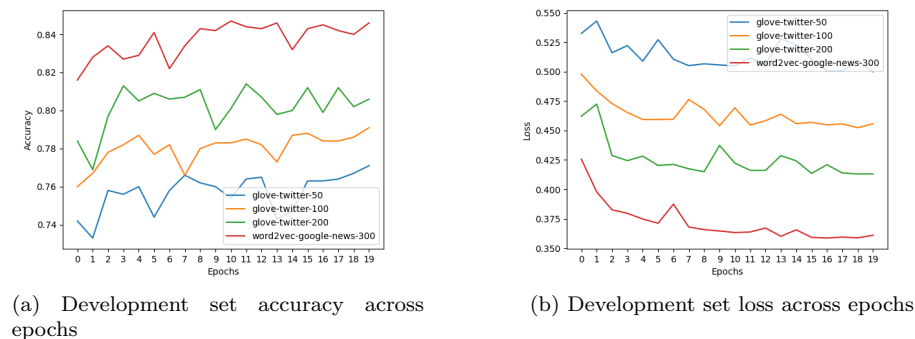 0.84
0.82
0.80
0.78
0.76
0.74
Accuracy
glove-twitter-50
glove-twitter-100
glove-twitter-200
word2vec-google-news-300
0 1 2 3 4 5 6 7 8 9 10 11 12 13 14 15 16 17 18 19
Epochs
(a) Development set accuracy across
epochs
0.550
0.525
0.500
0.475
0.450
0.425
0.400
0.375
0.350
Loss
glove-twitter-50
glove-twitter-100
glove-twitter-200
word2vec-google-news-300
0 1 2 3 4 5 6 7 8 9 10 11 12 13 14 15 16 17 18 19
Epochs
(b) Development set loss across epochs